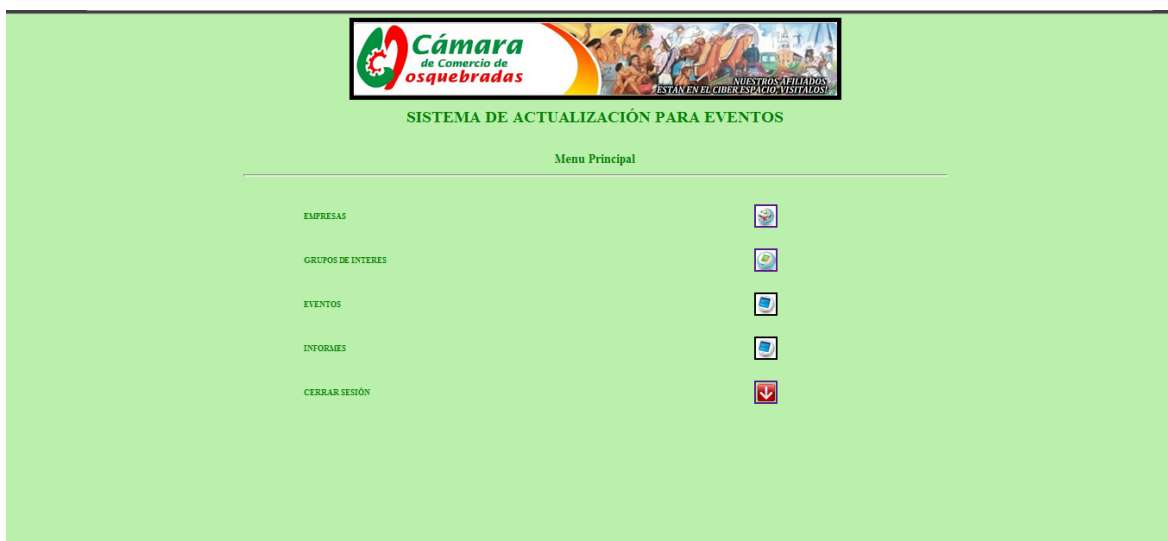 Cámara
de Comercio de
osquebradas
NUESTROS AFILIADOS
ESTAN EN EL CIBER ESPACIO, VISITALOS!
SISTEMA DE ACTUALIZACIÓN PARA EVENTOS
Menu Principal
EMPRESAS
GRUPOS DE INTERES
EVENTOS
INFORMES
CERRAR SESIÓN